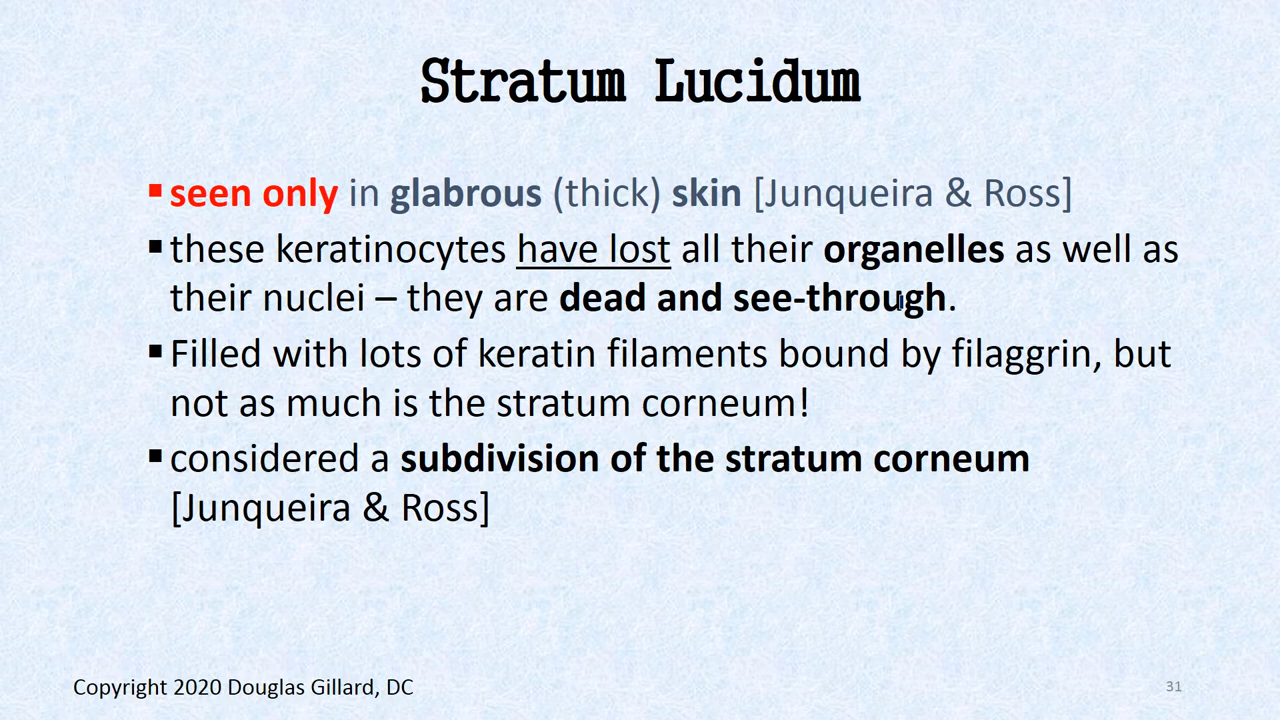 Stratum Lucidum
▪ seen only in glabrous (thick) skin [Junqueira & Ross]
▪ these keratinocytes have lost all their organelles as well as
their nuclei – they are dead and see-through.
▪ Filled with lots of keratin filaments bound by filaggrin, but
not as much is the stratum corneum!
▪ considered a subdivision of the stratum corneum
[Junqueira & Ross]
Copyright 2020 Douglas Gillard, DC
31